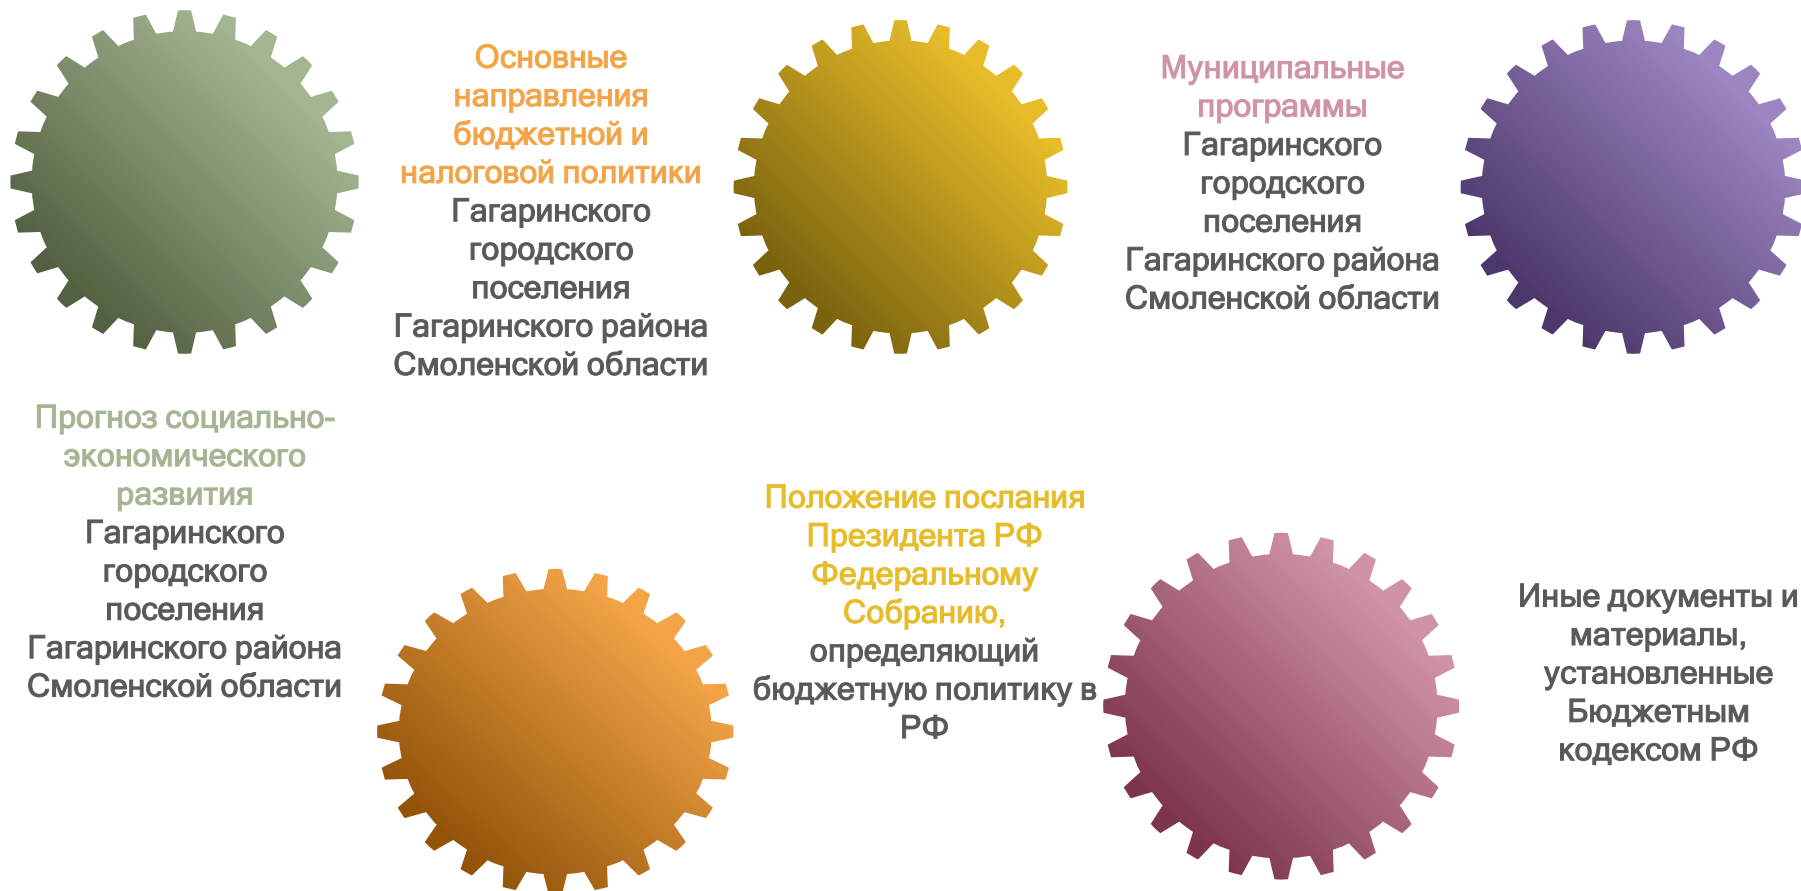 Прогноз социально-
экономического
развития
Гагаринского
городского
поселения
Гагаринского района
Смоленской области
Основные
направления
бюджетной и
налоговой политики
Гагаринского
городского
поселения
Гагаринского района
Смоленской области
Положение послания
Президента РФ
Федеральному
Собранию,
определяющий
бюджетную политику в
РФ
Муниципальные
программы
Гагаринского
городского
поселения
Гагаринского района
Смоленской области
Иные документы и
материалы,
установленные
Бюджетным
кодексом РФ